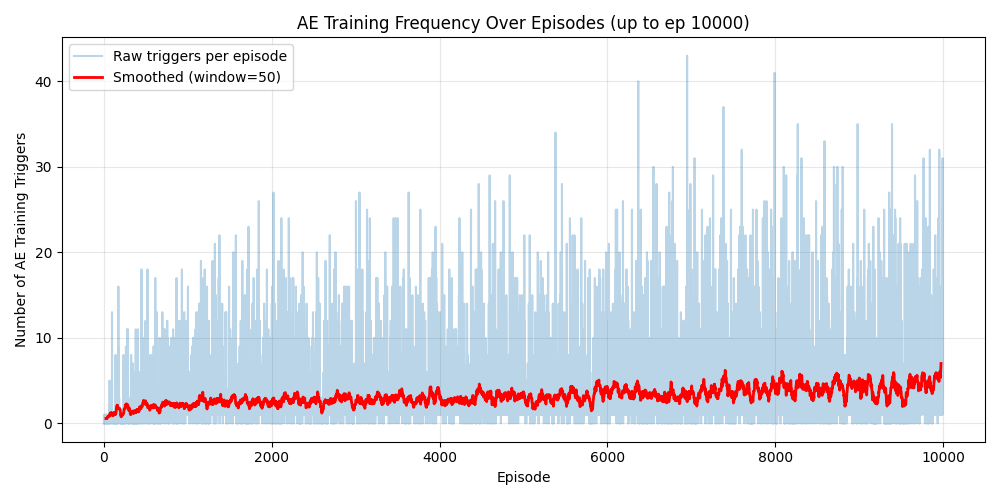 AE Training Frequency Over Episodes (up to ep 10000)
Raw triggers per episode
Smoothed (window=50)
Number of AE Training Triggers
40
30
20
10
0
0 2000 4000 6000 8000 10000
Episode